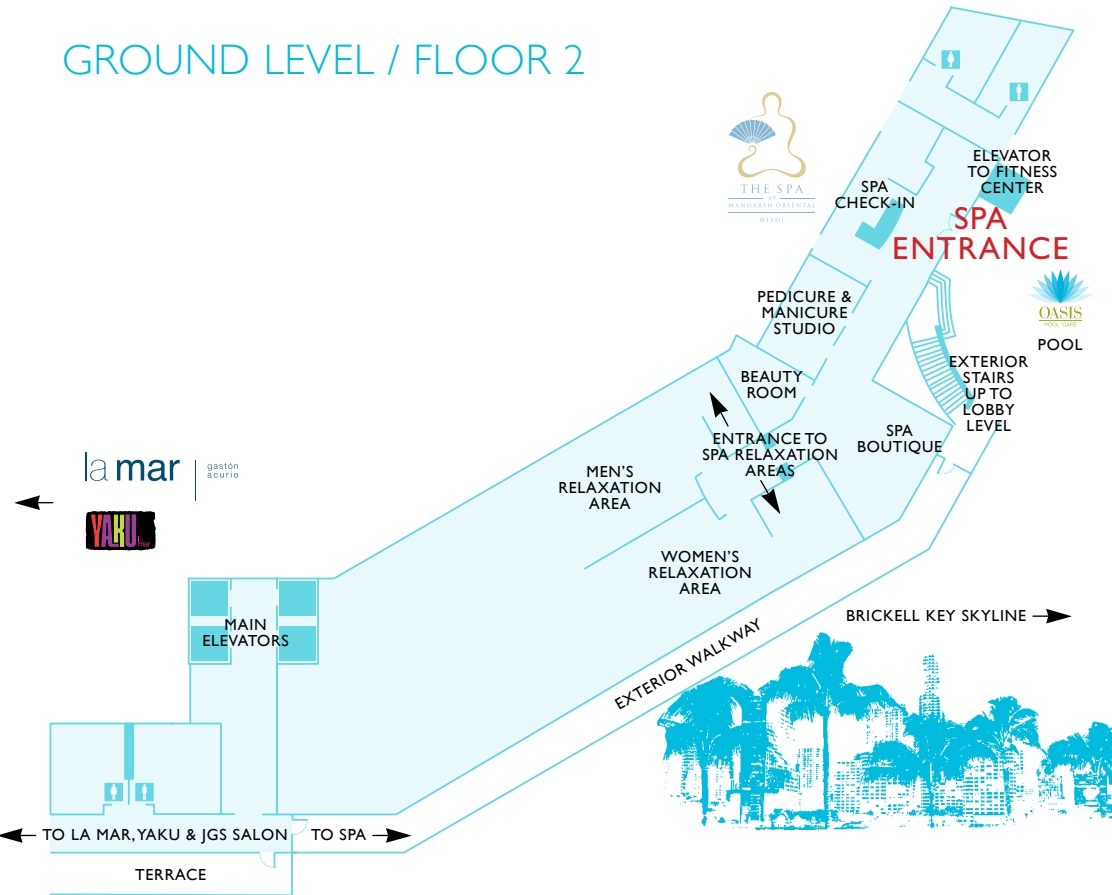 GROUND LEVEL / FLOOR 2
THE SPA
AT
MANDARIN ORIENTAL
MIAMI
ELEVATOR
TO FITNESS
CENTER
SPA
CHECK-IN
SPA
ENTRANCE
PEDICURE &
MANICURE
STUDIO
OASIS
POOL CAFE
POOL
EXTERIOR
STAIRS
UP TO
LOBBY
LEVEL
BEAUTY
ROOM
SPA
BOUTIQUE
ENTRANCE TO
SPA RELAXATION
AREAS
la mar
gastón
acurio
MEN'S
RELAXATION
AREA
YAKU
la mar
WOMEN'S
RELAXATION
AREA
MAIN
ELEVATORS
BRICKELL KEY SKYLINE
EXTERIOR WALKWAY
TO LA MAR, YAKU & JGS SALON
TO SPA
TERRACE